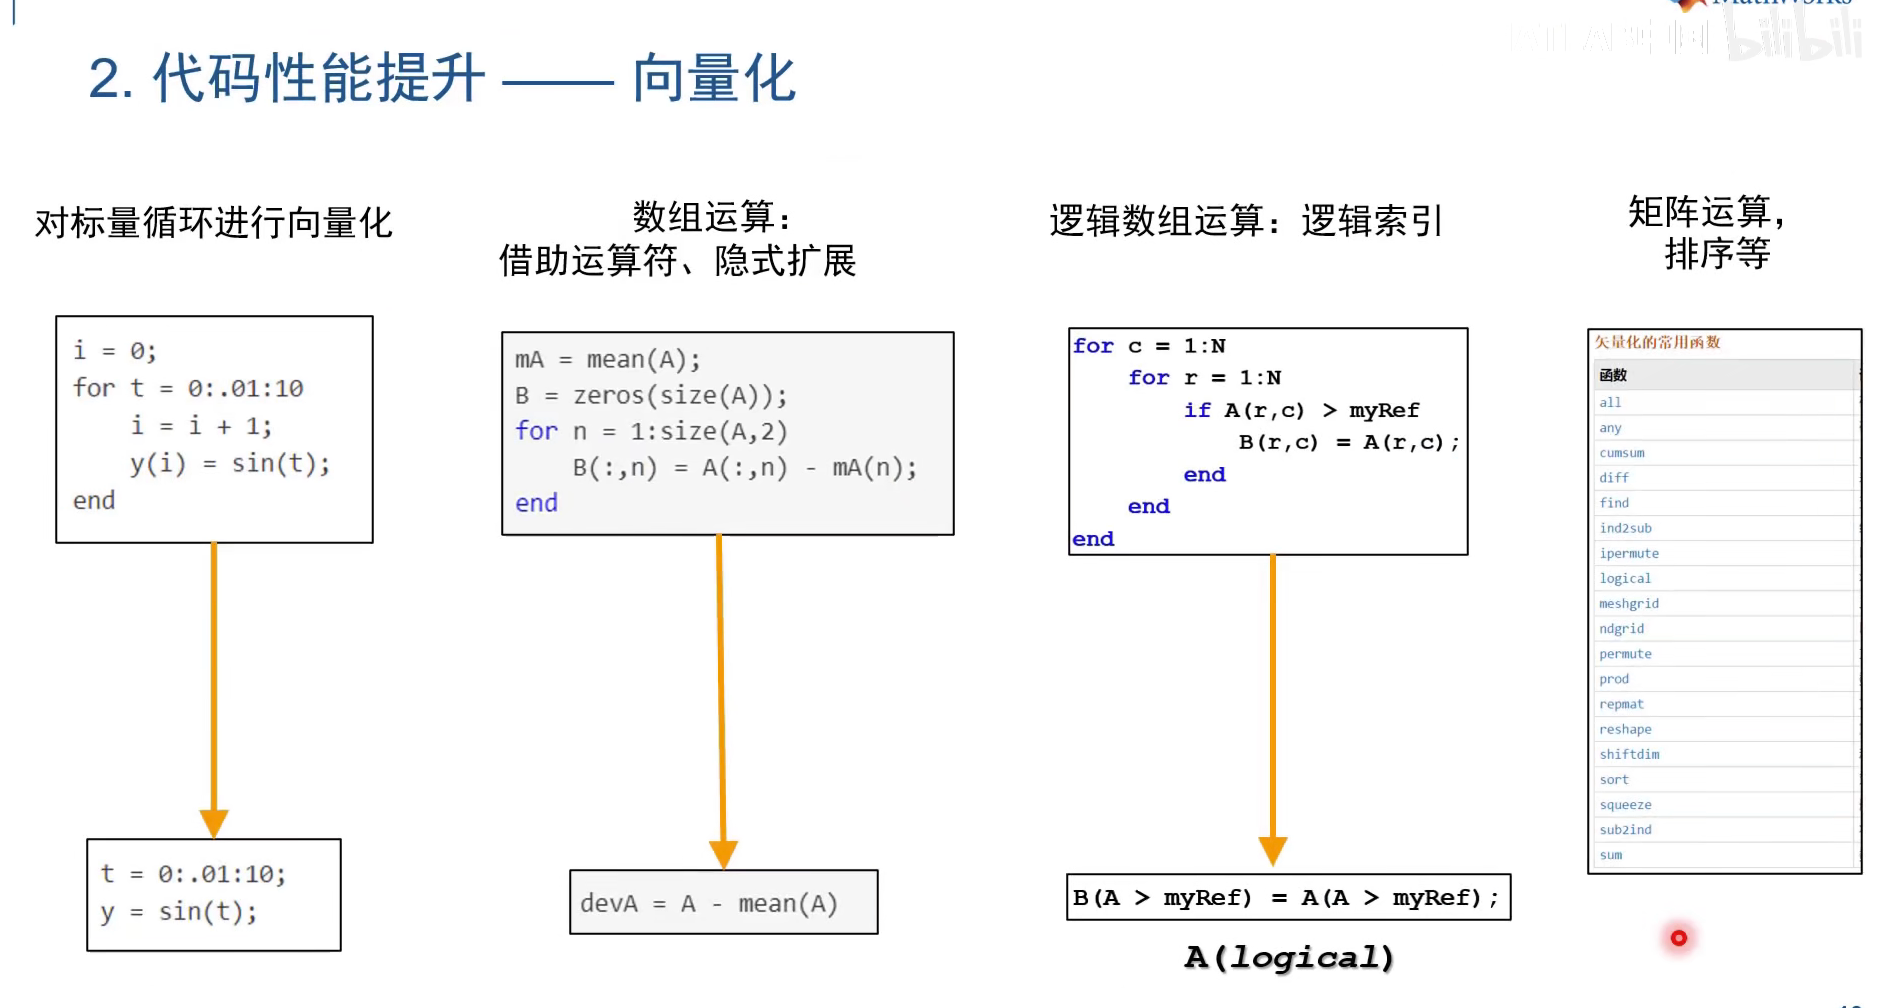 MathWorks
bilibili
2. 代码性能提升 —— 向量化
对标量循环进行向量化
i = 0;
for t = 0:.01:10
i = i + 1;
y(i) = sin(t);
end
t = 0:.01:10;
y = sin(t);
数组运算：
借助运算符、隐式扩展
mA = mean(A);
B = zeros(size(A));
for n = 1:size(A,2)
B(:,n) = A(:,n) - mA(n);
end
devA = A - mean(A)
逻辑数组运算：逻辑索引
for c = 1:N
for r = 1:N
if A(r,c) > myRef
B(r,c) = A(r,c);
end
end
end
B(A > myRef) = A(A > myRef);
A(logical)
矩阵运算，
排序等
矢量化的常用函数
函数
all
any
cumsum
diff
find
ind2sub
ipermute
logical
meshgrid
ndgrid
permute
prod
repmat
reshape
shiftdim
sort
squeeze
sub2ind
sum